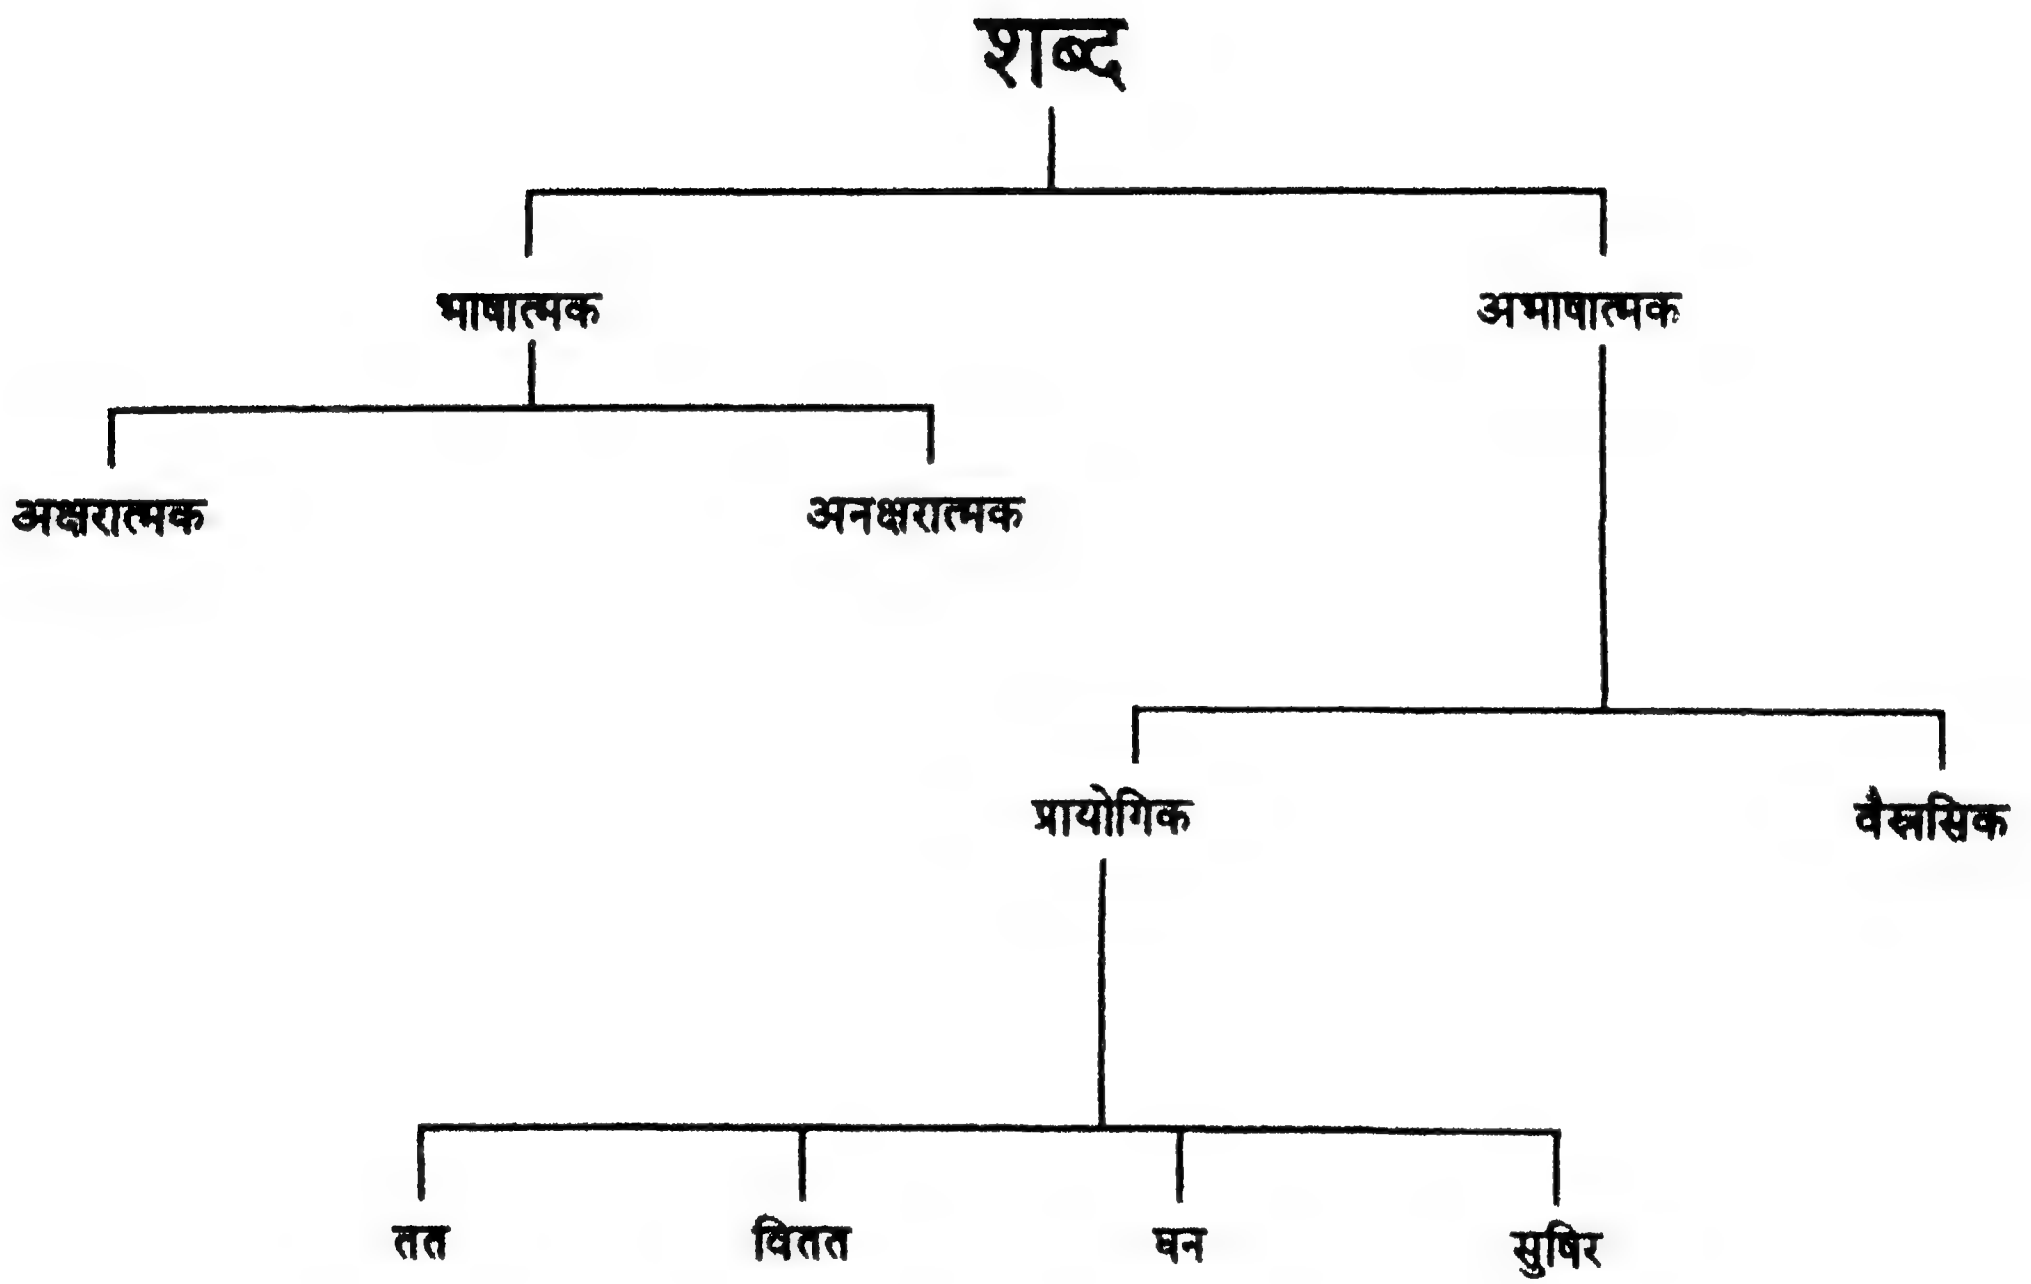 शब्द
भाषात्मक अभाषात्मक
अक्षरात्मक अनक्षरात्मक
प्रायोगिक वैस्रसिक
तत वितत घन सुषिर